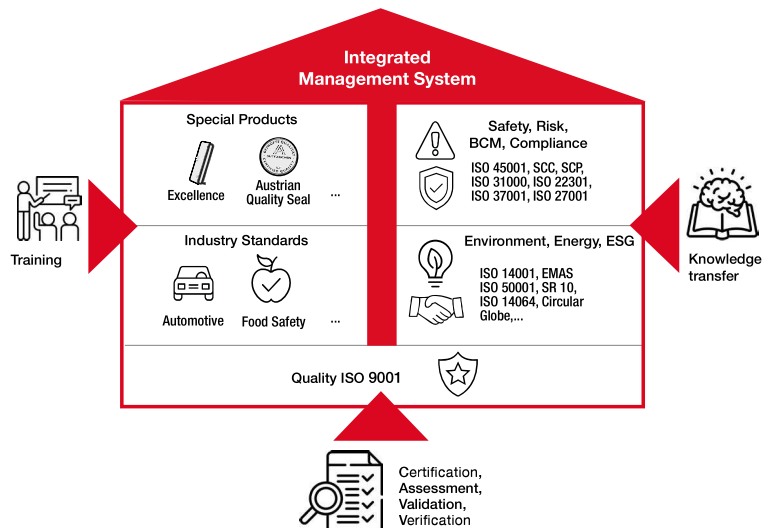 Integrated
Management System
Special Products
Excellence
Austrian
Quality Seal
...
Safety, Risk,
BCM, Compliance
ISO 45001, SCC, SCP,
ISO 31000, ISO 22301,
ISO 37001, ISO 27001
Training
Industry Standards
Automotive
Food Safety
...
Environment, Energy, ESG
ISO 14001, EMAS
ISO 50001, SR 10,
ISO 14064, Circular
Globe,...
Knowledge
transfer
Quality ISO 9001
Certification,
Assessment,
Validation,
Verification